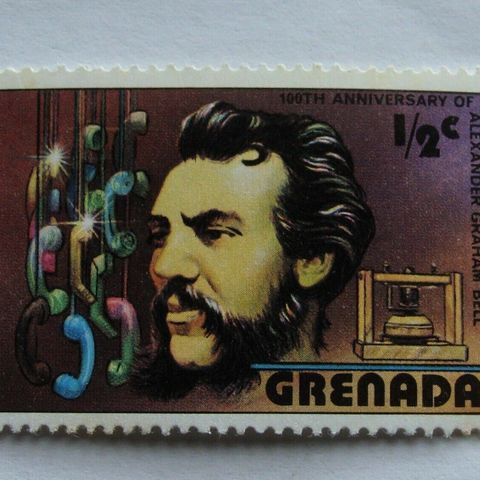 100TH ANNIVERSARY OF
ALEXANDER GRAHAM BELL
1/2c
GRENADA